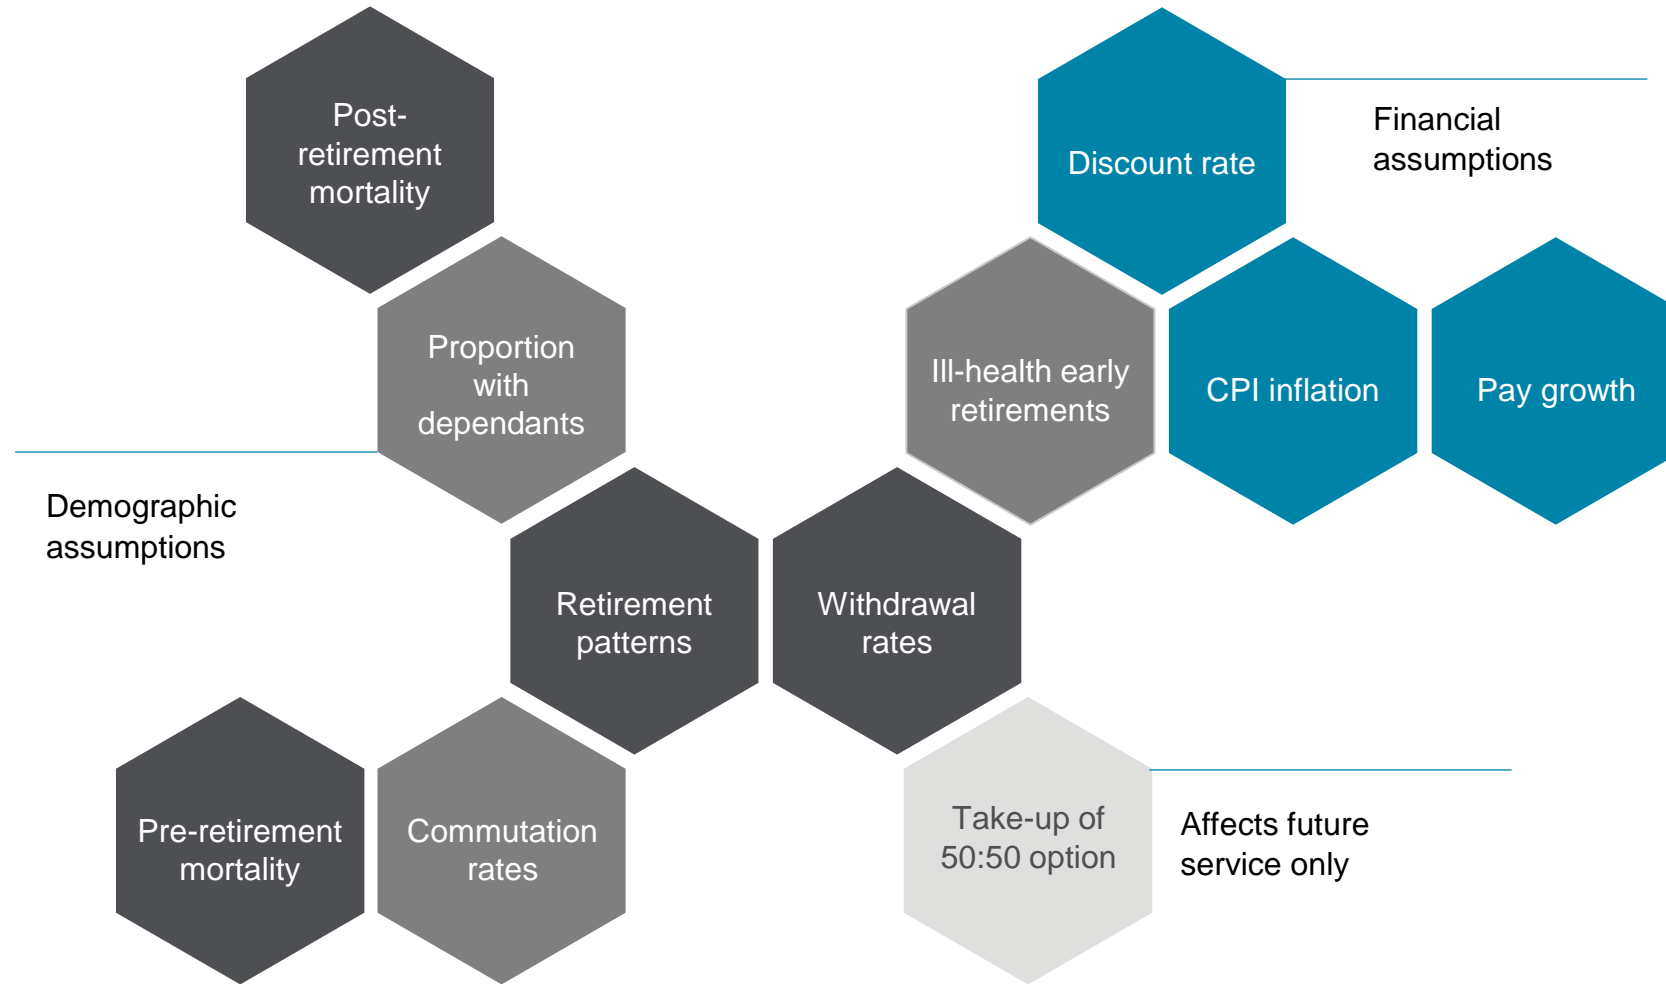 Post-
retirement
mortality
Discount rate
Financial
assumptions
Proportion
with
dependants
Ill-health early
retirements
CPI inflation
Pay growth
Demographic
assumptions
Retirement
patterns
Withdrawal
rates
Pre-retirement
mortality
Commutation
rates
Take-up of
50:50 option
Affects future
service only